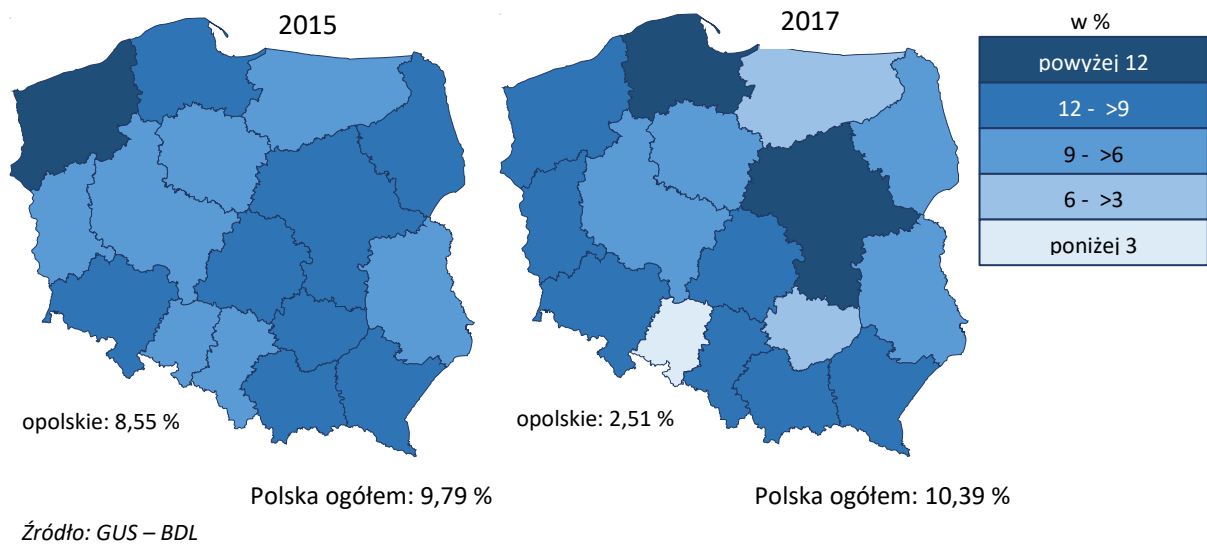 2015
2017
w %
powyżej 12
12 - >9
9 - >6
6 - >3
poniżej 3
opolskie: 8,55 %
opolskie: 2,51 %
Polska ogółem: 9,79 %
Polska ogółem: 10,39 %
Źródło: GUS – BDL